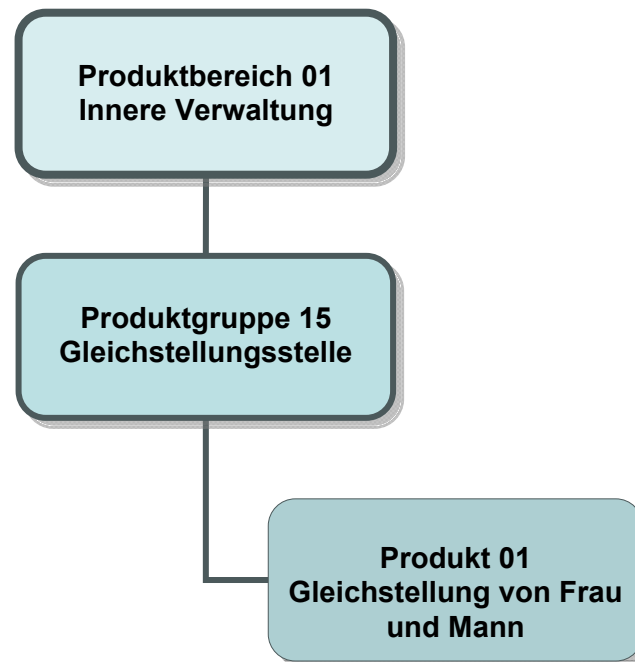 Produktbereich 01
Innere Verwaltung
Produktgruppe 15
Gleichstellungsstelle
Produkt 01
Gleichstellung von Frau
und Mann